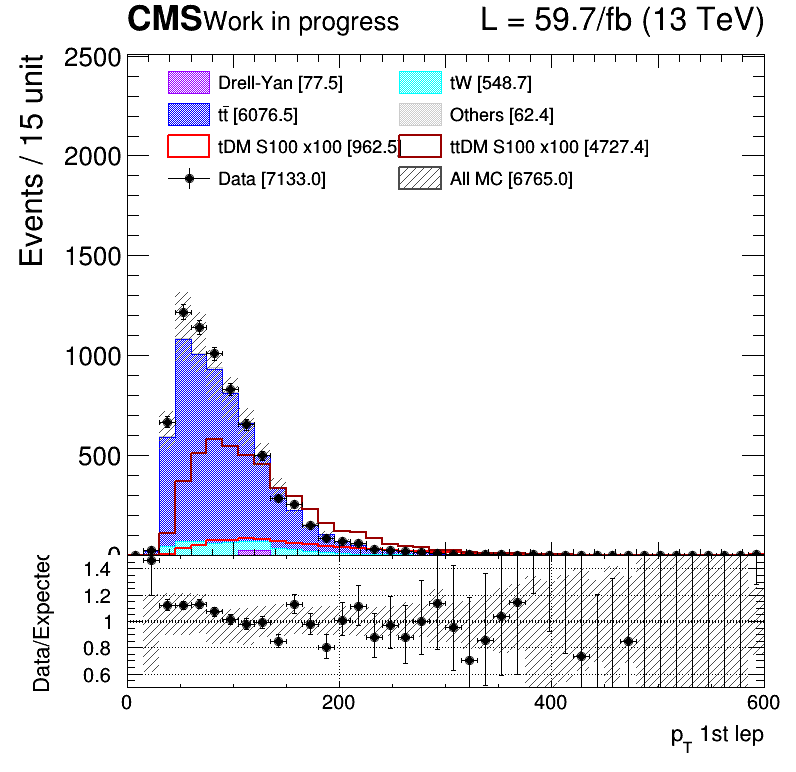 CMS Work in progress L = 59.7/fb (13 TeV)
Events / 15 unit
2500
2000
1500
1000
500
0
Drell-Yan [77.5] tW [548.7]
tt̄ [6076.5] Others [62.4]
tDM S100 x100 [962.5] ttDM S100 x100 [4727.4]
Data [7133.0] All MC [6765.0]
Data/Expected
1.4
1.2
1
0.8
0.6
0 200 400 600
p_T 1st lep